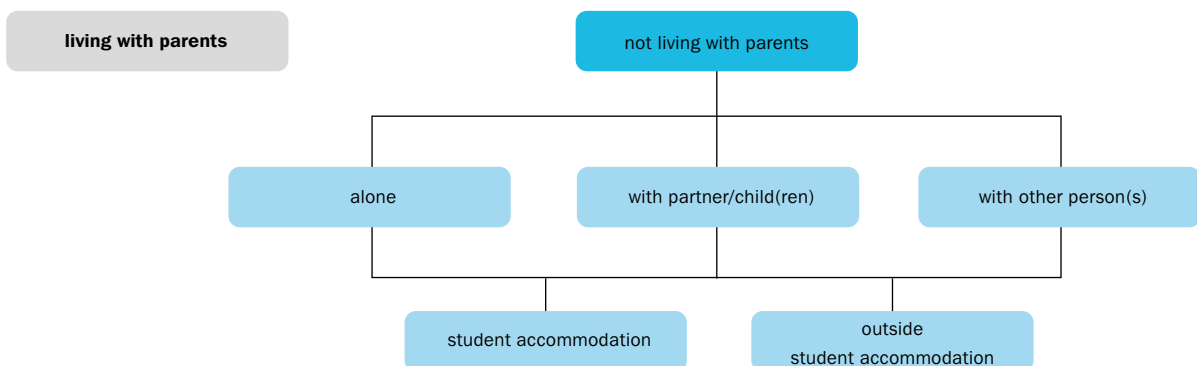 living with parents
not living with parents
alone
with partner/child(ren)
with other person(s)
student accommodation
outside
student accommodation